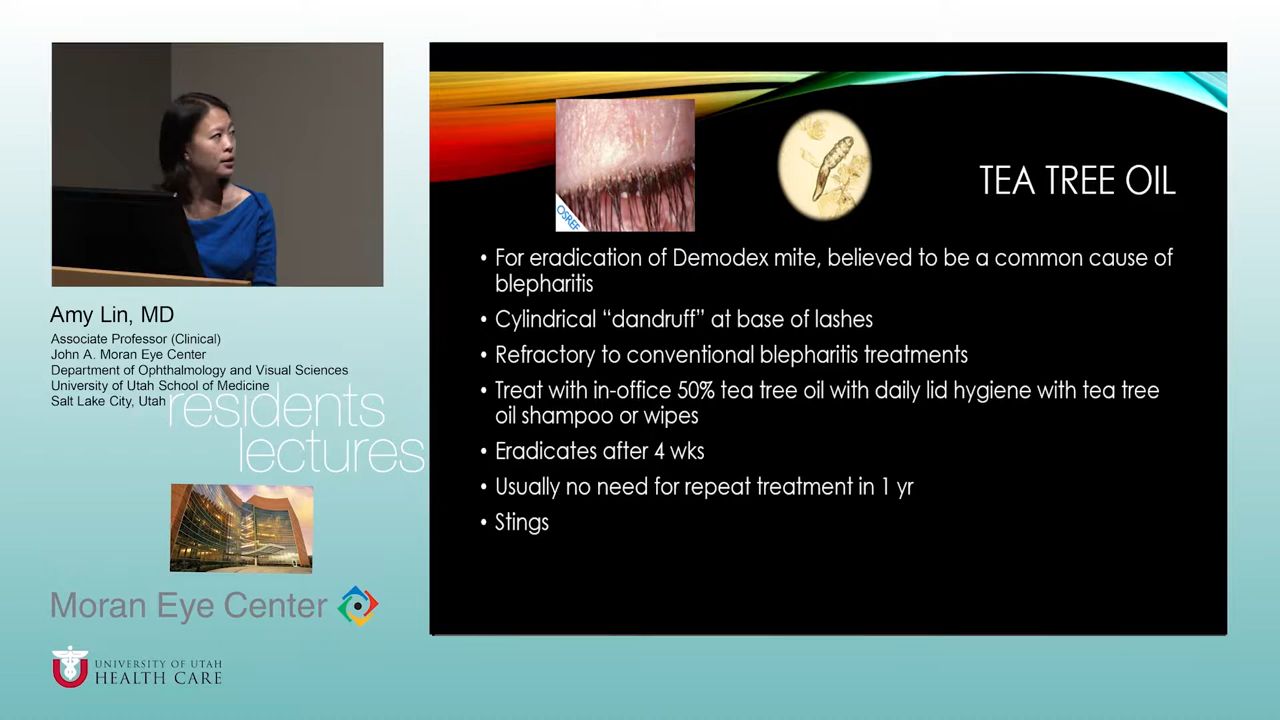 Amy Lin, MD
Associate Professor (Clinical)
John A. Moran Eye Center
Department of Ophthalmology and Visual Sciences
University of Utah School of Medicine
Salt Lake City, Utah
residents
lectures
Moran Eye Center
UNIVERSITY OF UTAH
HEALTH CARE
OSREF
TEA TREE OIL
• For eradication of Demodex mite, believed to be a common cause of
blepharitis
• Cylindrical “dandruff” at base of lashes
• Refractory to conventional blepharitis treatments
• Treat with in-office 50% tea tree oil with daily lid hygiene with tea tree
oil shampoo or wipes
• Eradicates after 4 wks
• Usually no need for repeat treatment in 1 yr
• Stings